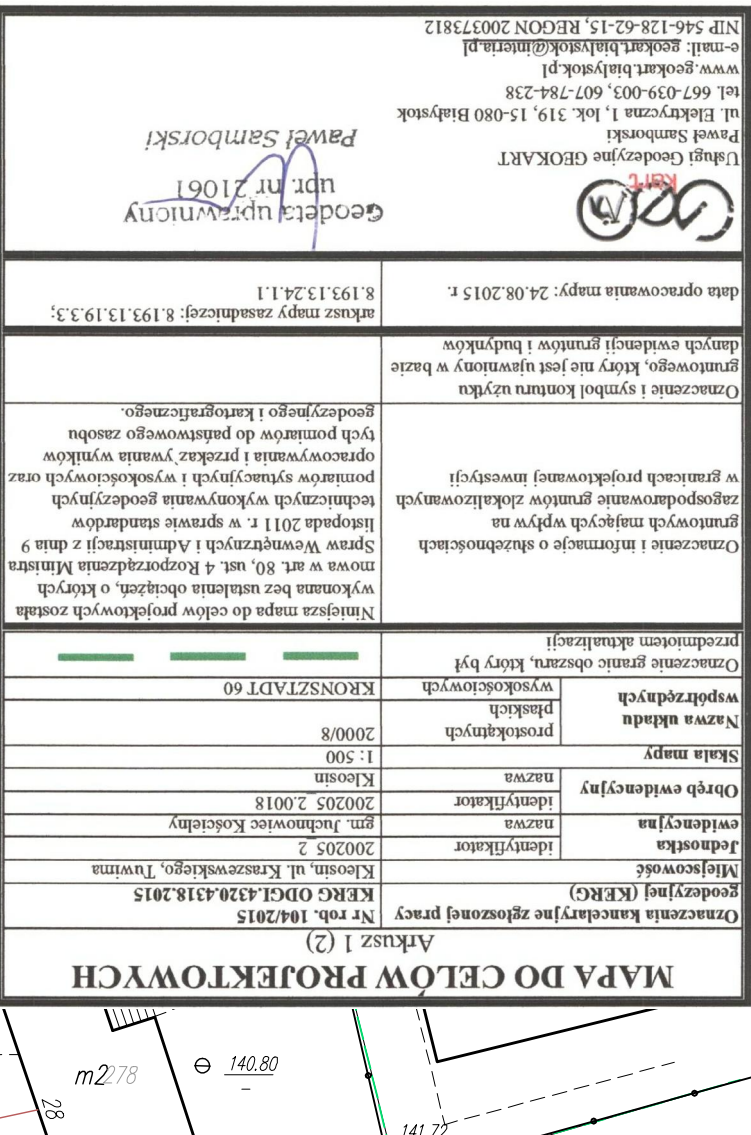 MAPA DO CELÓW PROJEKTOWYCH
Arkusz 1 (2)
Oznaczenia kancelaryjne zgłoszonej pracy geodezyjnej (KERG)
Nr rob. 104/2015
KERG ODGI.4320.4318.2015
Miejscowość
Kleosin, ul. Kraszewskiego, Tuwima
Jednostka ewidencyjna
identyfikator
200205_2
nazwa
gm. Juchnowiec Kościelny
Obręb ewidencyjny
identyfikator
200205_2.0018
nazwa
Kleosin
Skala mapy
1: 500
Nazwa układu współrzędnych
prostokątnych płaskich
2000/8
wysokościowych
KRONSZTADT 60
Oznaczenie granic obszaru, który był
przedmiotem aktualizacji
Oznaczenie i informacje o służebnościach
gruntowych mających wpływ na
zagospodarowanie gruntów zlokalizowanych
w granicach projektowanej inwestycji
Niniejsza mapa do celów projektowych została
wykonana bez ustalenia obciążeń, o których
mowa w art. 80, ust. 4 Rozporządzenia Ministra
Spraw Wewnętrznych i Administracji z dnia 9
listopada 2011 r. w sprawie standardów
technicznych wykonywania geodezyjnych
pomiarów sytuacyjnych i wysokościowych oraz
opracowywania i przekaz`ywania wyników
tych pomiarów do państwowego zasobu
geodezyjnego i kartograficznego.
Oznaczenie i symbol konturu użytku
gruntowego, który nie jest ujawniony w bazie
danych ewidencji gruntów i budynków
data opracowania mapy: 24.08.2015 r.
arkusz mapy zasadniczej: 8.193.13.19.3.3;
8.193.13.24.1.1
Geo
kart
Usługi Geodezyjne GEOKART
Paweł Samborski
ul. Elektryczna 1, lok. 319, 15-080 Białystok
tel. 667-039-003, 607-784-238
www.geokart.bialystok.pl
e-mail: geokart.bialystok@interia.pl
NIP 546-128-62-15, REGON 200373812
Geodeta uprawniony
upr. nr 21061
Paweł Samborski
m2 278
140.80
28
141.72